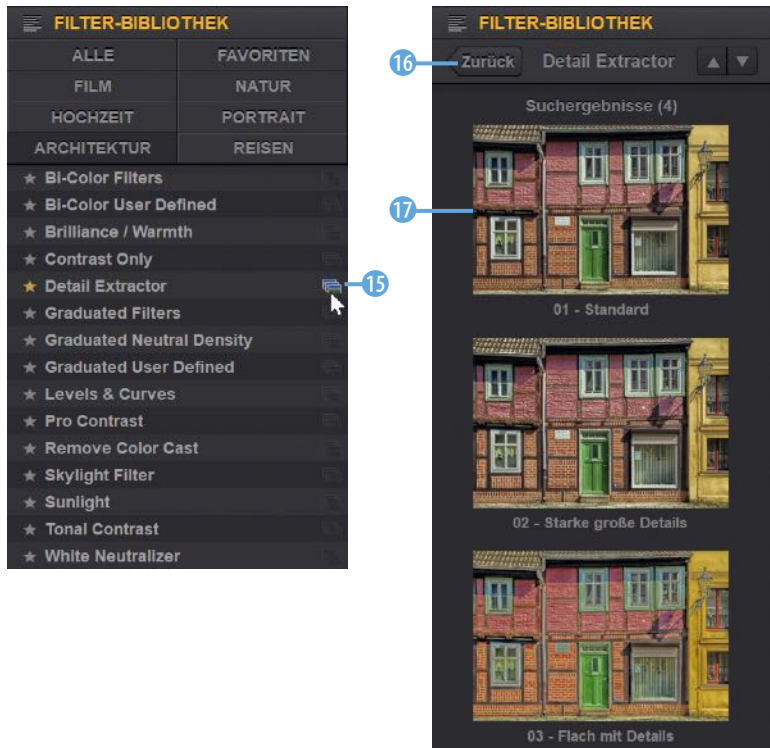 FILTER-BIBLIOTHEK
ALLE FAVORITEN
FILM NATUR
HOCHZEIT PORTRAIT
ARCHITEKTUR REISEN
Bi-Color Filters
Bi-Color User Defined
Brilliance / Warmth
Contrast Only
Detail Extractor
15
Graduated Filters
Graduated Neutral Density
Graduated User Defined
Levels & Curves
Pro Contrast
Remove Color Cast
Skylight Filter
Sunlight
Tonal Contrast
White Neutralizer
FILTER-BIBLIOTHEK
16
Zurück Detail Extractor
Suchergebnisse (4)
17
01 - Standard
02 - Starke große Details
03 - Flach mit Details